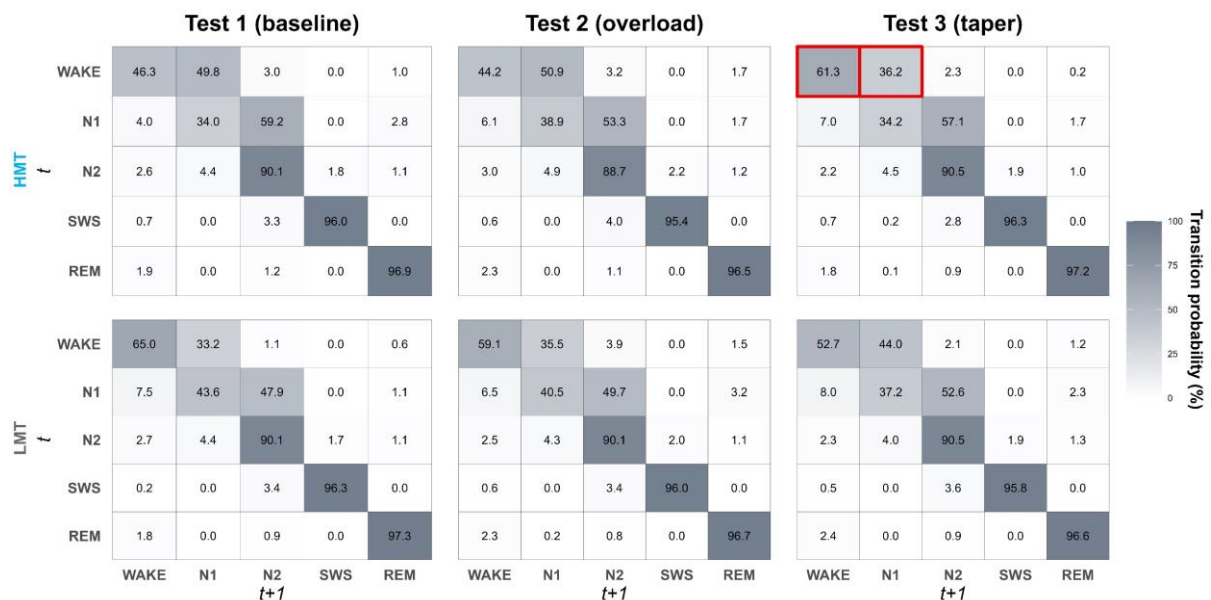 Test 1 (baseline) Test 2 (overload) Test 3 (taper)
WAKE 46.3 49.8 3.0 0.0 1.0 44.2 50.9 3.2 0.0 1.7 61.3 36.2 2.3 0.0 0.2
N1 4.0 34.0 59.2 0.0 2.8 6.1 38.9 53.3 0.0 1.7 7.0 34.2 57.1 0.0 1.7
HMT t N2 2.6 4.4 90.1 1.8 1.1 3.0 4.9 88.7 2.2 1.2 2.2 4.5 90.5 1.9 1.0
SWS 0.7 0.0 3.3 96.0 0.0 0.6 0.0 4.0 95.4 0.0 0.7 0.2 2.8 96.3 0.0
REM 1.9 0.0 1.2 0.0 96.9 2.3 0.0 1.1 0.0 96.5 1.8 0.1 0.9 0.0 97.2
WAKE 65.0 33.2 1.1 0.0 0.6 59.1 35.5 3.9 0.0 1.5 52.7 44.0 2.1 0.0 1.2
N1 7.5 43.6 47.9 0.0 1.1 6.5 40.5 49.7 0.0 3.2 8.0 37.2 52.6 0.0 2.3
LMT t N2 2.7 4.4 90.1 1.7 1.1 2.5 4.3 90.1 2.0 1.1 2.3 4.0 90.5 1.9 1.3
SWS 0.2 0.0 3.4 96.3 0.0 0.6 0.0 3.4 96.0 0.0 0.5 0.0 3.6 95.8 0.0
REM 1.8 0.0 0.9 0.0 97.3 2.3 0.2 0.8 0.0 96.7 2.4 0.0 0.9 0.0 96.6
WAKE N1 N2 SWS REM WAKE N1 N2 SWS REM WAKE N1 N2 SWS REM
t+1 t+1 t+1
100
75
50
25
0
Transition probability (%)